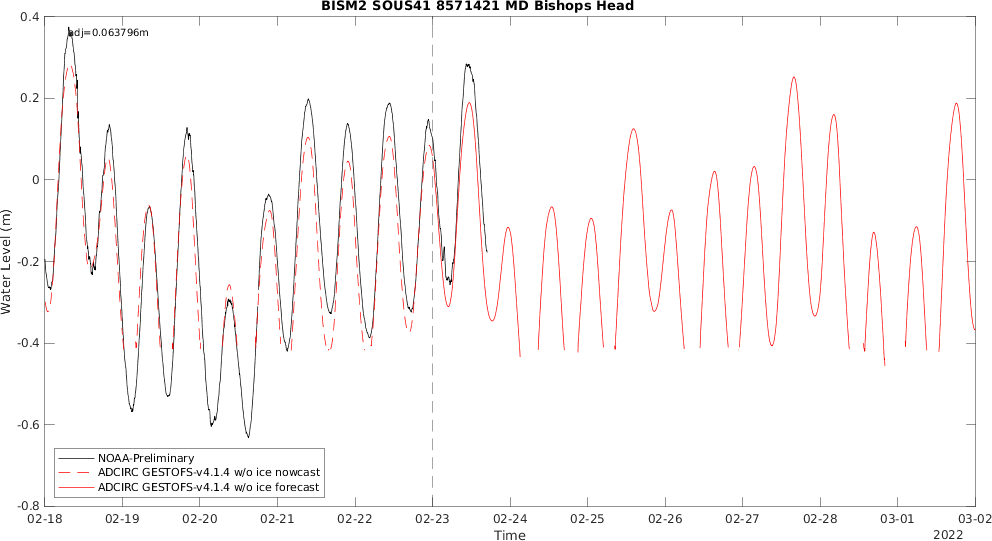 BISM2 SOUS41 8571421 MD Bishops Head
adj=0.063796m
0.4
0.2
0
-0.2
-0.4
-0.6
-0.8
Water Level (m)
NOAA-Preliminary
ADCIRC GESTOFS-v4.1.4 w/o ice nowcast
ADCIRC GESTOFS-v4.1.4 w/o ice forecast
02-18 02-19 02-20 02-21 02-22 02-23 02-24 02-25 02-26 02-27 02-28 03-01 03-02
Time
2022